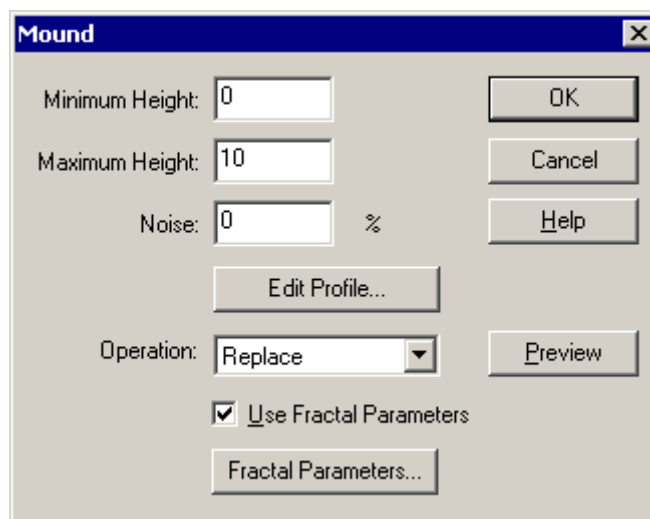 Mound
Minimum Height: 0
OK
Maximum Height: 10
Cancel
Noise: 0 %
Help
Edit Profile...
Operation: Replace
Preview
Use Fractal Parameters
Fractal Parameters...